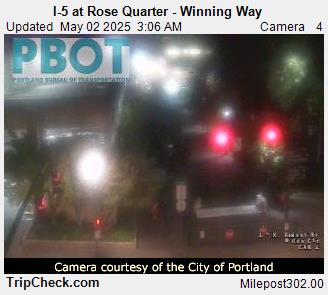 I-5 at Rose Quarter - Winning Way
Updated May 02 2025 3:06 AM Camera 4
PBOT
PORTLAND BUREAU OF TRANSPORTATION
Camera courtesy of the City of Portland
TripCheck.com Milepost302.00